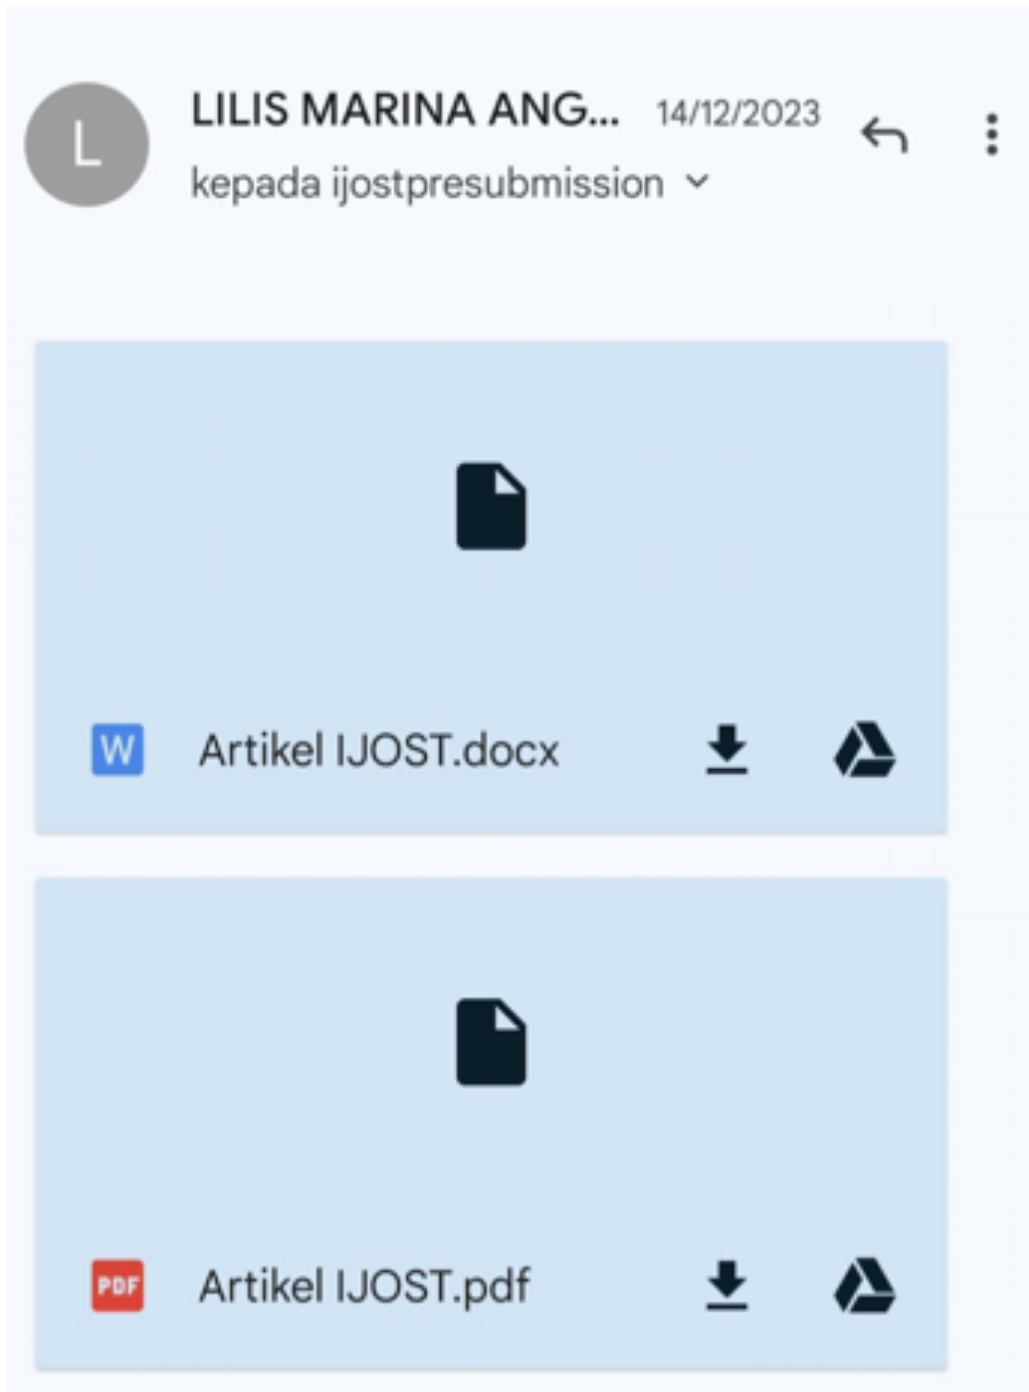 L
LILIS MARINA ANG... 14/12/2023
kepada ijostpresubmission
W Artikel IJOST.docx
PDF Artikel IJOST.pdf